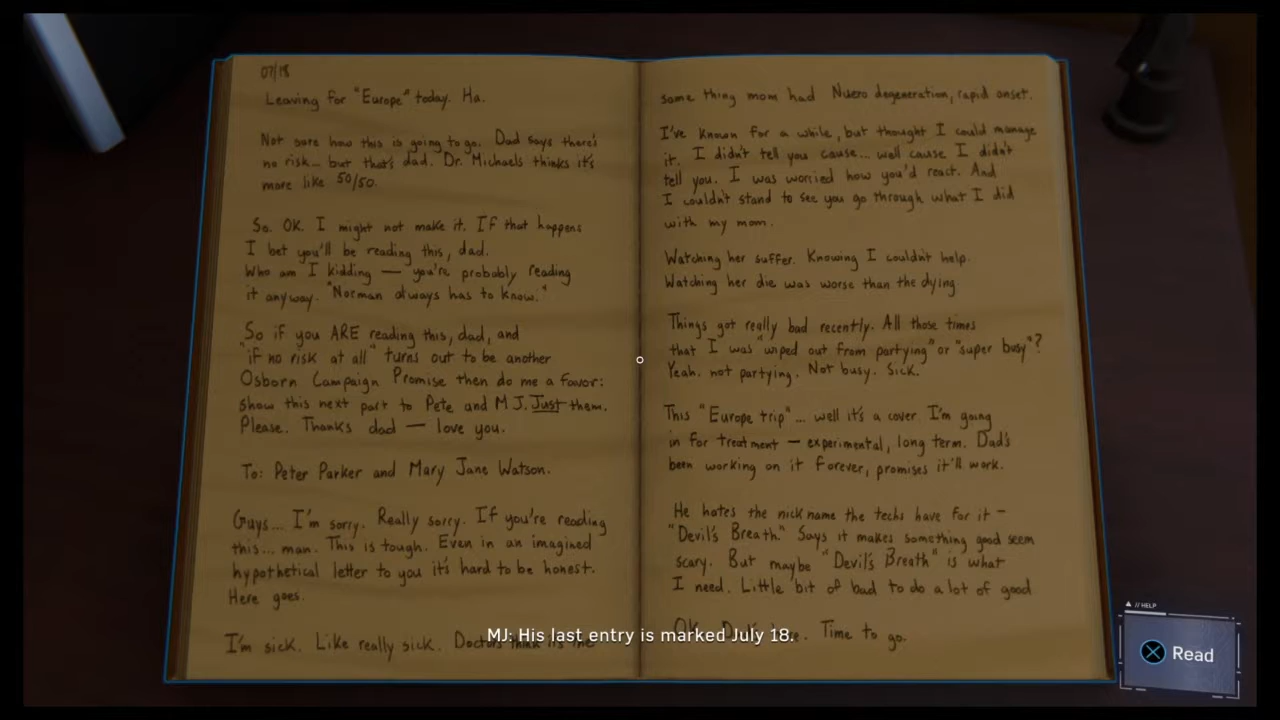 07/18
Leaving for "Europe" today. Ha.
Not sure how this is going to go. Dad says there's
no risk... but that's dad. Dr. Michaels thinks it's
more like 50/50.
So. OK. I might not make it. If that happens
I bet you'll be reading this, dad.
Who am I kidding — you're probably reading
it anyway. "Norman always has to know."
So if you ARE reading this, dad, and
"if no risk at all" turns out to be another
Osborn Campaign Promise then do me a favor:
show this next part to Pete and MJ. Just them.
Please. Thanks dad — love you.
To: Peter Parker and Mary Jane Watson.
Guys... I'm sorry. Really sorry. If you're reading
this... man. This is tough. Even in an imagined
hypothetical letter to you it's hard to be honest.
Here goes.
I'm sick. Like really sick. Doctors think it's the
same thing mom had Nuero degeneration, rapid onset.
I've known for a while, but thought I could manage
it. I didn't tell you cause... well cause I didn't
tell you. I was worried how you'd react. And
I couldn't stand to see you go through what I did
with my mom.
Watching her suffer. Knowing I couldn't help.
Watching her die was worse than the dying
Things got really bad recently. All those times
that I was "wiped out from partying" or "super busy"?
Yeah. not partying. Not busy. Sick.
This "Europe trip"... well it's a cover. I'm going
in for treatment — experimental, long term. Dad's
been working on it forever, promises it'll work.
He hates the nickname the techs have for it —
"Devil's Breath." Says it makes something good seem
scary. But maybe "Devil's Breath" is what
I need. Little bit of bad to do a lot of good
OK. Time to go.
MJ: His last entry is marked July 18.
// HELP
Read